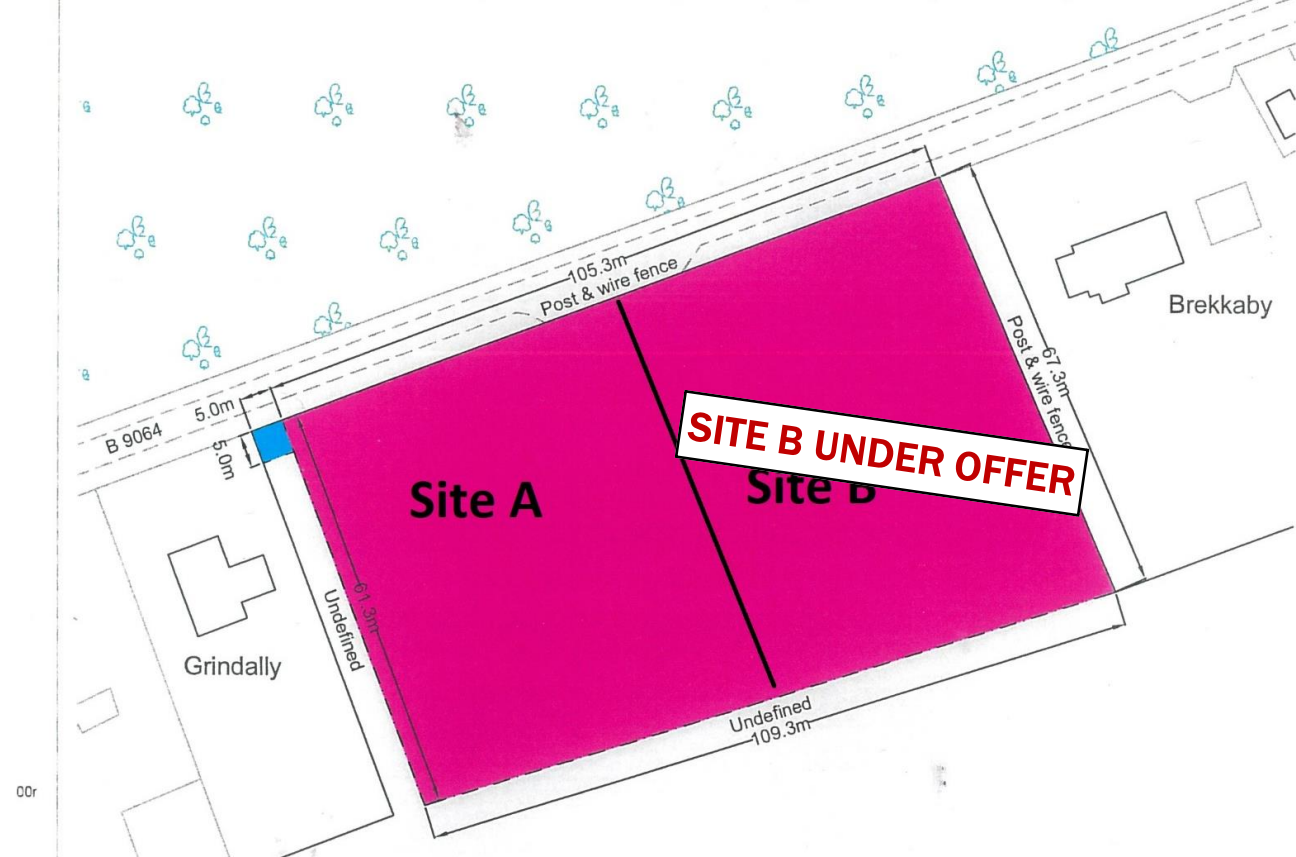 105.3m
Post & wire fence
Brekkaby
67.3m
Post & wire fence
5.0m
B 9064
5.0m
SITE B UNDER OFFER
Site A
Site B
61.3m
Undefined
Grindally
Undefined
109.3m